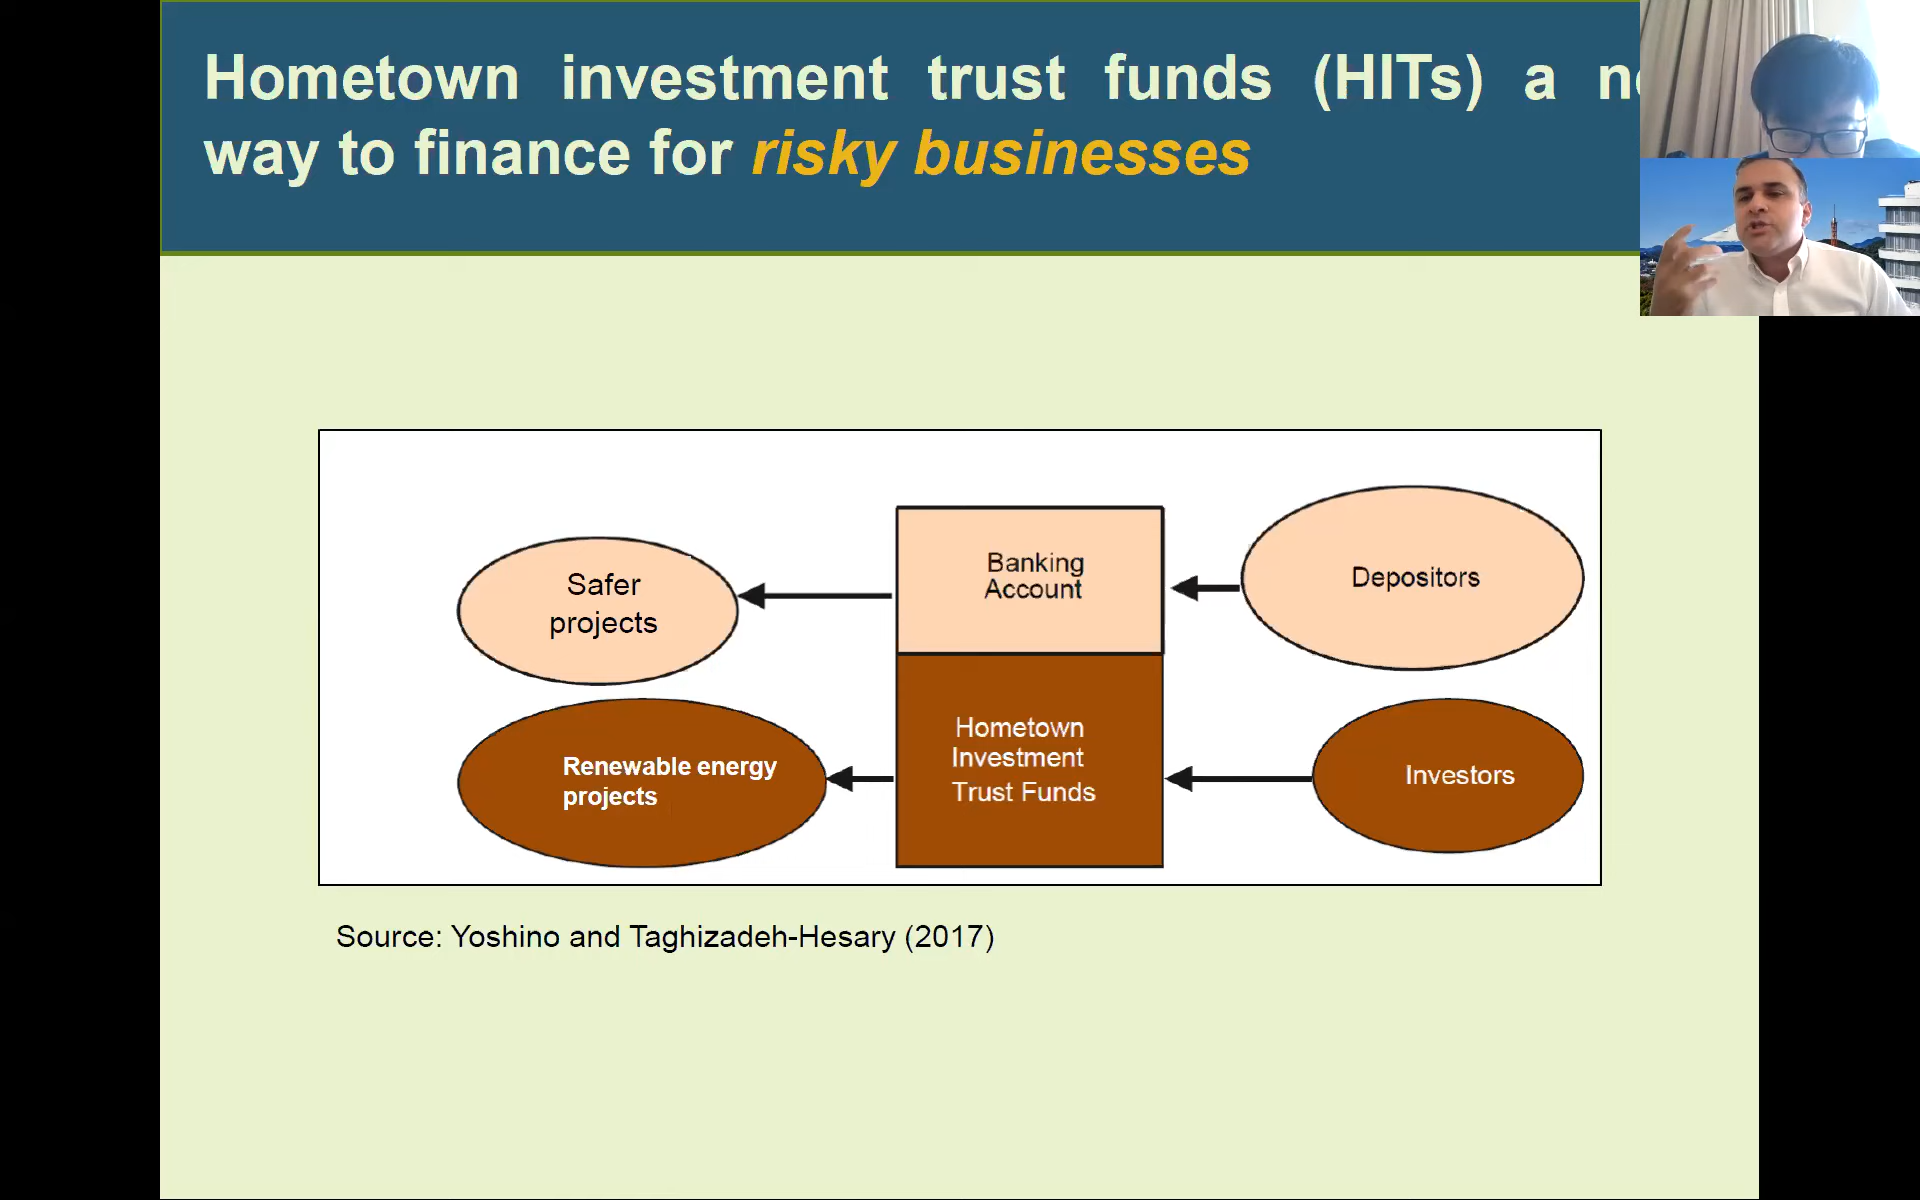 Hometown investment trust funds (HITs) a
way to finance for risky businesses
Safer
projects
Banking
Account
Depositors
Renewable energy
projects
Hometown
Investment
Trust Funds
Investors
Source: Yoshino and Taghizadeh-Hesary (2017)